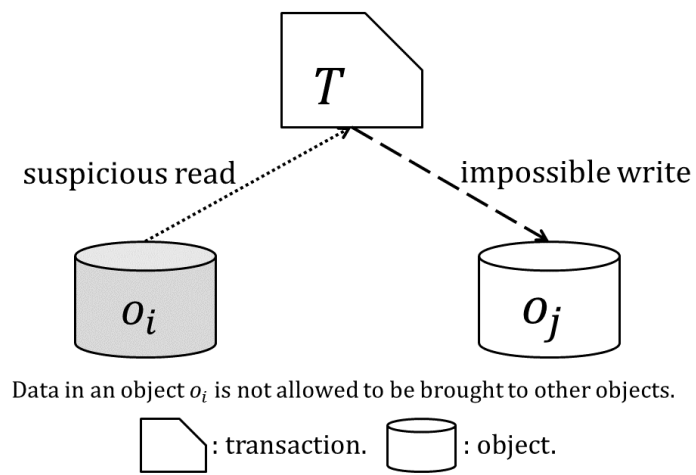 T
suspicious read
impossible write
oᵢ
oⱼ
Data in an object oᵢ is not allowed to be brought to other objects.
: transaction. : object.